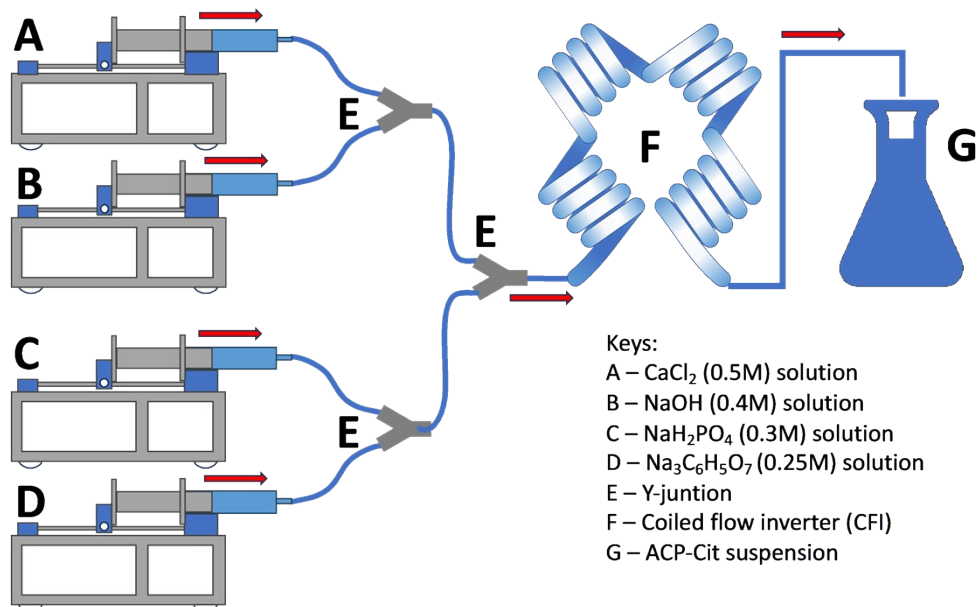 A
E
B
F
G
E
C
E
D
Keys:
A – CaCl₂ (0.5M) solution
B – NaOH (0.4M) solution
C – NaH₂PO₄ (0.3M) solution
D – Na₃C₆H₅O₇ (0.25M) solution
E – Y-juntion
F – Coiled flow inverter (CFI)
G – ACP-Cit suspension